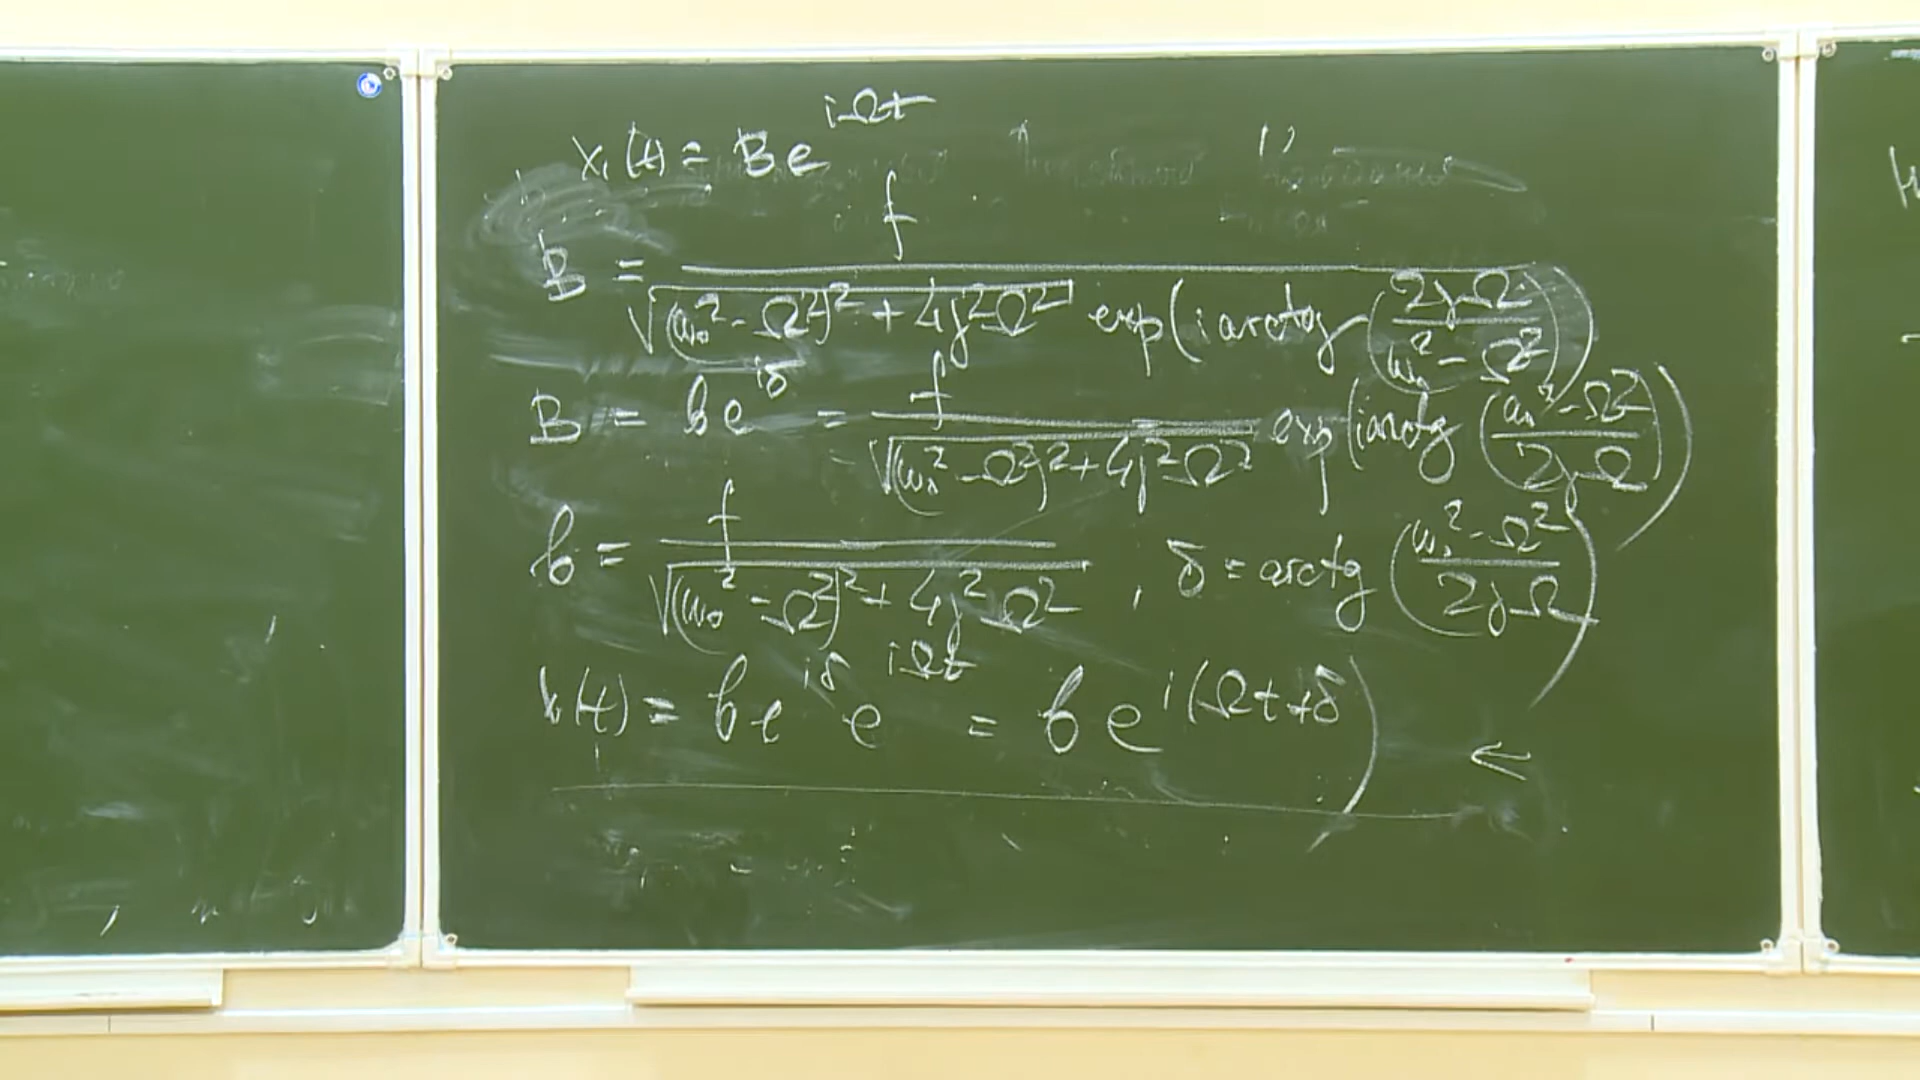 x₁(t) = B e^{iΩt}
B = f / (√((ω₀² - Ω²)² + 4γ²Ω²) exp(i arctg(2γΩ / (ω₀² - Ω²))))
B = b e^{iδ} = f / √((ω₀² - Ω²)² + 4γ²Ω²) exp(i arctg((ω₀² - Ω²) / 2γΩ))
b = f / √((ω₀² - Ω²)² + 4γ²Ω²) , δ = arctg((ω₀² - Ω²) / 2γΩ)
x₁(t) = b e^{iδ} e^{iΩt} = b e^{i(Ωt+δ)} ←